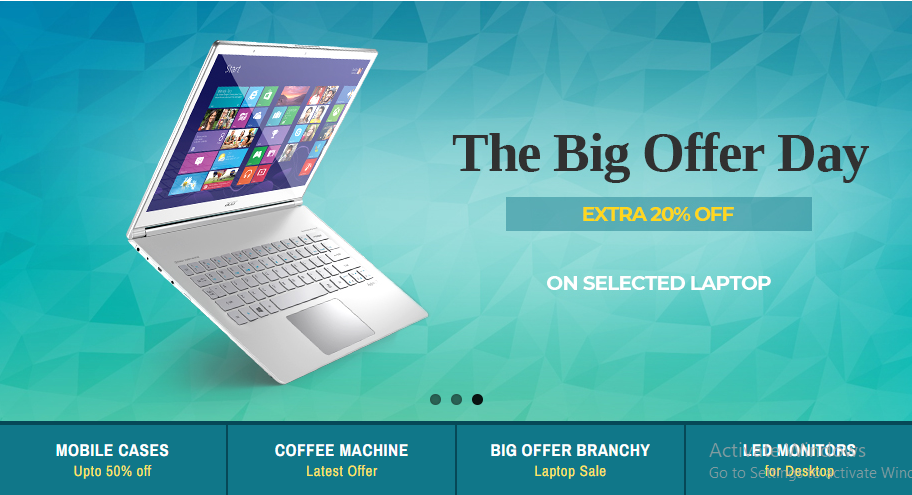 Start
acer
The Big Offer Day
EXTRA 20% OFF
ON SELECTED LAPTOP
MOBILE CASES
Upto 50% off
COFFEE MACHINE
Latest Offer
BIG OFFER BRANCHY
Laptop Sale
LED MONITORS
for Desktop
Activate Windows
Go to Settings to activate Wind